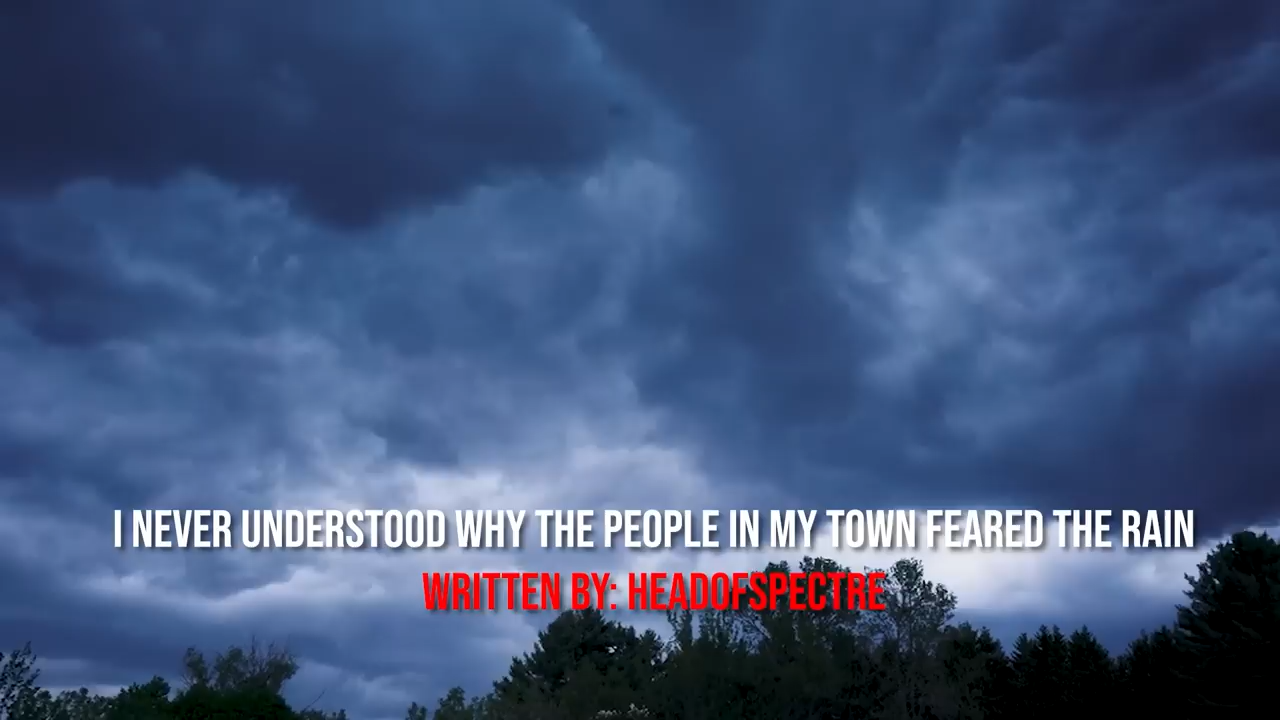 I NEVER UNDERSTOOD WHY THE PEOPLE IN MY TOWN FEARED THE RAIN
WRITTEN BY: HEADOFSPECTRE